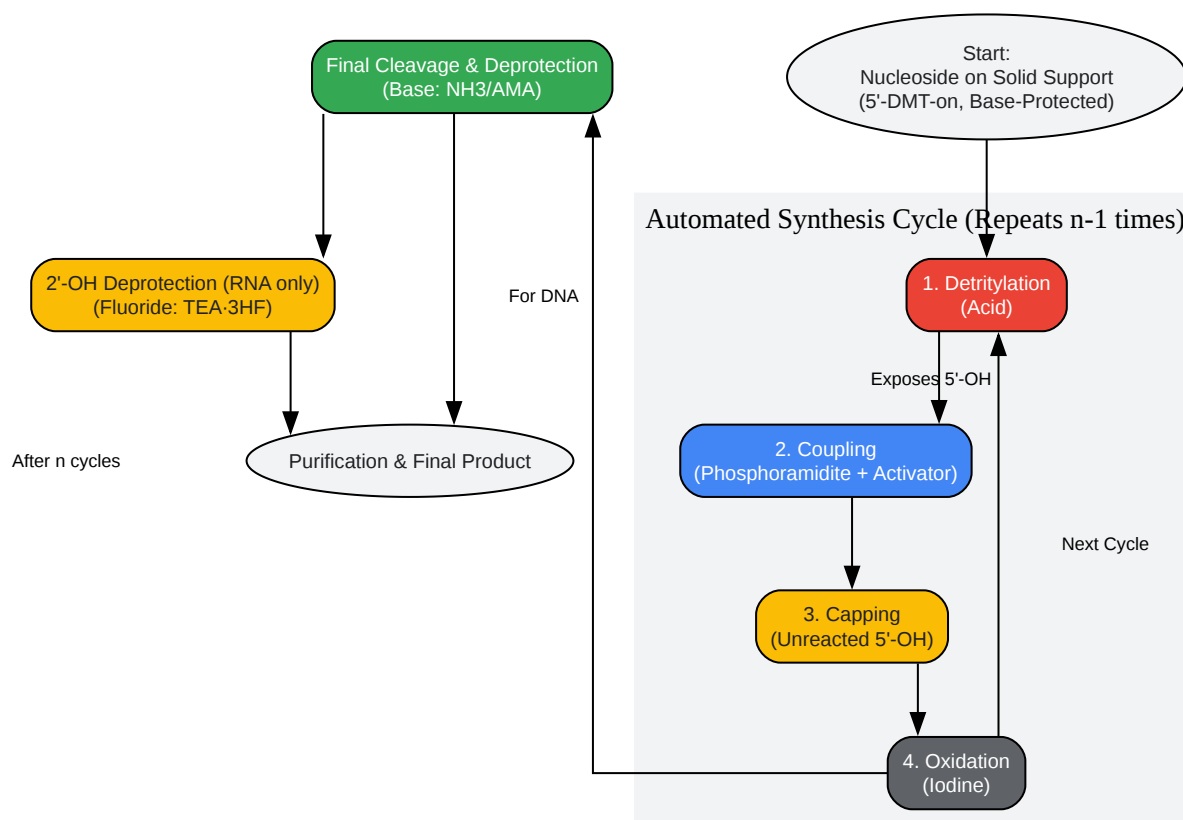 Start:
Nucleoside on Solid Support
(5'-DMT-on, Base-Protected)
Final Cleavage & Deprotection
(Base: NH3/AMA)
Automated Synthesis Cycle (Repeats n-1 times)
2'-OH Deprotection (RNA only)
(Fluoride: TEA·3HF)
For DNA
1. Detritylation
(Acid)
Exposes 5'-OH
After n cycles
Purification & Final Product
2. Coupling
(Phosphoramidite + Activator)
Next Cycle
3. Capping
(Unreacted 5'-OH)
4. Oxidation
(Iodine)